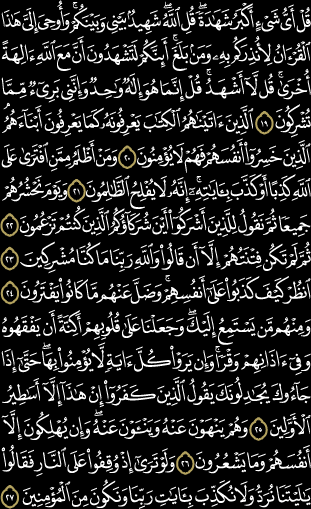 قُلْ أَيُّ شَيْءٍ أَكْبَرُ شَهَٰدَةً ۖ قُلِ ٱللَّهُ ۖ شَهِيدٌۢ بَيْنِي وَبَيْنَكُمْ ۚ وَأُوحِيَ إِلَيَّ هَٰذَا
ٱلْقُرْءَانُ لِأُنذِرَكُم بِهِۦ وَمَنۢ بَلَغَ ۚ أَئِنَّكُمْ لَتَشْهَدُونَ أَنَّ مَعَ ٱللَّهِ ءَالِهَةً
أُخْرَىٰ ۚ قُل لَّآ أَشْهَدُ ۚ قُلْ إِنَّمَا هُوَ إِلَٰهٌ وَٰحِدٌ وَإِنَّنِي بَرِيٓءٌ مِّمَّا
تُشْرِكُونَ ١٩ ٱلَّذِينَ ءَاتَيْنَٰهُمُ ٱلْكِتَٰبَ يَعْرِفُونَهُۥ كَمَا يَعْرِفُونَ أَبْنَآءَهُمُ
ٱلَّذِينَ خَسِرُوٓا۟ أَنفُسَهُمْ فَهُمْ لَا يُؤْمِنُونَ ٢٠ وَمَنْ أَظْلَمُ مِمَّنِ ٱفْتَرَىٰ عَلَى
ٱللَّهِ كَذِبًا أَوْ كَذَّبَ بِـَٔايَٰتِهِۦٓ ۗ إِنَّهُۥ لَا يُفْلِحُ ٱلظَّٰلِمُونَ ٢١ وَيَوْمَ نَحْشُرُهُمْ
جَمِيعًا ثُمَّ نَقُولُ لِلَّذِينَ أَشْرَكُوٓا۟ أَيْنَ شُرَكَآؤُكُمُ ٱلَّذِينَ كُنتُمْ تَزْعُمُونَ ٢٢
ثُمَّ لَمْ تَكُن فِتْنَتُهُمْ إِلَّآ أَن قَالُوا۟ وَٱللَّهِ رَبِّنَا مَا كُنَّا مُشْرِكِينَ ٢٣
ٱنظُرْ كَيْفَ كَذَبُوا۟ عَلَىٰٓ أَنفُسِهِمْ ۚ وَضَلَّ عَنْهُم مَّا كَانُوا۟ يَفْتَرُونَ ٢٤
وَمِنْهُم مَّن يَسْتَمِعُ إِلَيْكَ ۖ وَجَعَلْنَا عَلَىٰ قُلُوبِهِمْ أَكِنَّةً أَن يَفْقَهُوهُ
وَفِيٓ ءَاذَانِهِمْ وَقْرًا ۚ وَإِن يَرَوْا۟ كُلَّ ءَايَةٍ لَّا يُؤْمِنُوا۟ بِهَا ۚ حَتَّىٰٓ إِذَا
جَآءُوكَ يُجَٰدِلُونَكَ يَقُولُ ٱلَّذِينَ كَفَرُوٓا۟ إِنْ هَٰذَآ إِلَّآ أَسَٰطِيرُ
ٱلْأَوَّلِينَ ٢٥ وَهُمْ يَنْهَوْنَ عَنْهُ وَيَنْـَٔوْنَ عَنْهُ ۖ وَإِن يُهْلِكُونَ إِلَّآ
أَنفُسَهُمْ وَمَا يَشْعُرُونَ ٢٦ وَلَوْ تَرَىٰٓ إِذْ وُقِفُوا۟ عَلَى ٱلنَّارِ فَقَالُوا۟
يَٰلَيْتَنَا نُرَدُّ وَلَا نُكَذِّبَ بِـَٔايَٰتِ رَبِّنَا وَنَكُونَ مِنَ ٱلْمُؤْمِنِينَ ٢٧